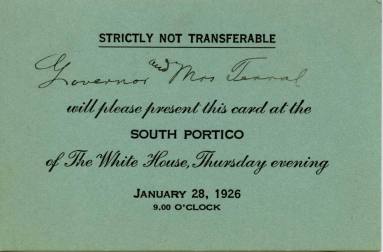 STRICTLY NOT TRANSFERABLE
Governor and Mrs Terral
will please present this card at the
SOUTH PORTICO
of The White House, Thursday evening
JANUARY 28, 1926
9.00 O'CLOCK